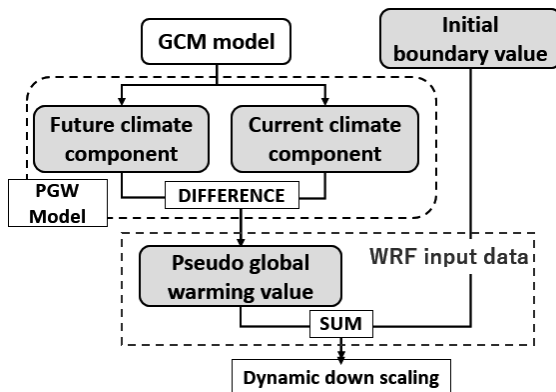 GCM model
Initial
boundary value
Future climate
component
Current climate
component
PGW
Model
DIFFERENCE
WRF input data
Pseudo global
warming value
SUM
Dynamic down scaling